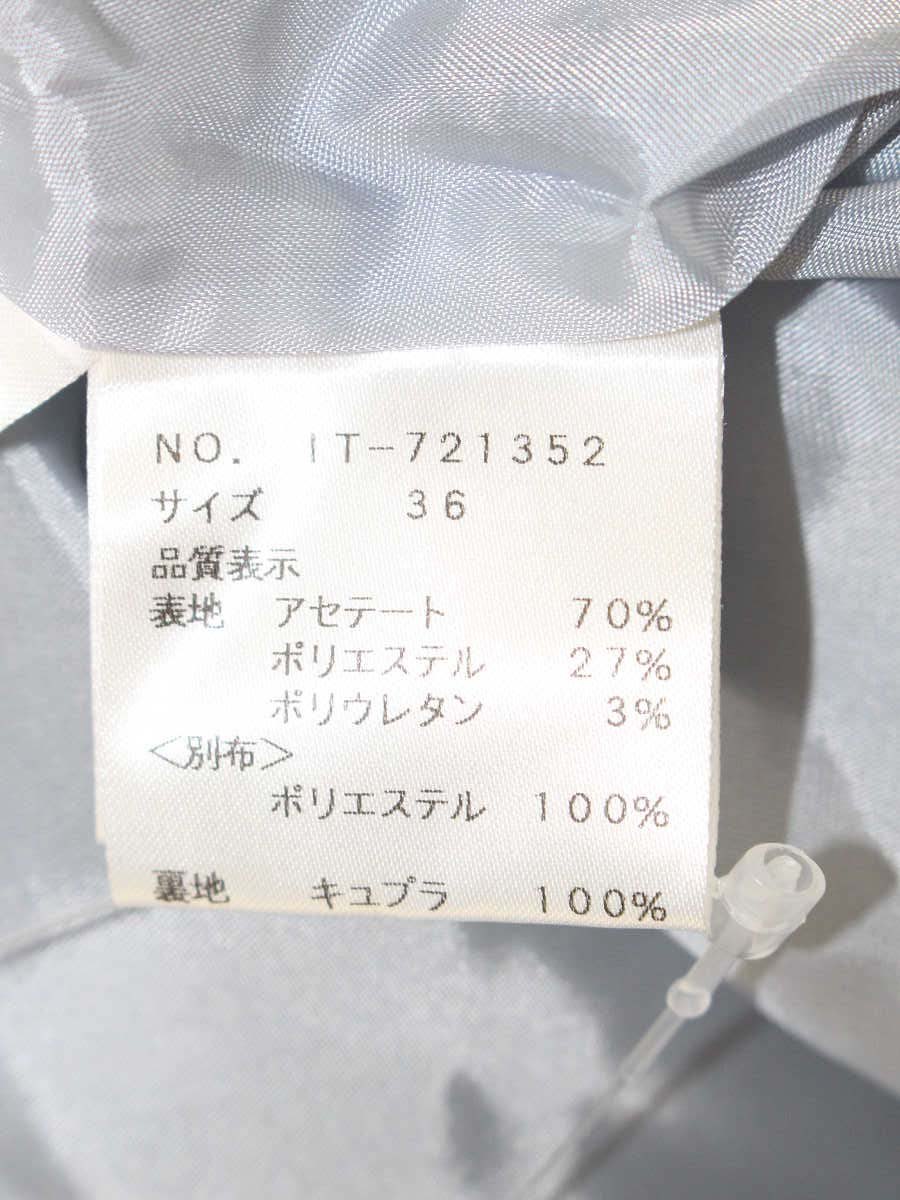 NO. IT-721352
サイズ 36
品質表示
表地 アセテート 70%
ポリエステル 27%
ポリウレタン 3%
<別布>
ポリエステル 100%
裏地 キュプラ 100%